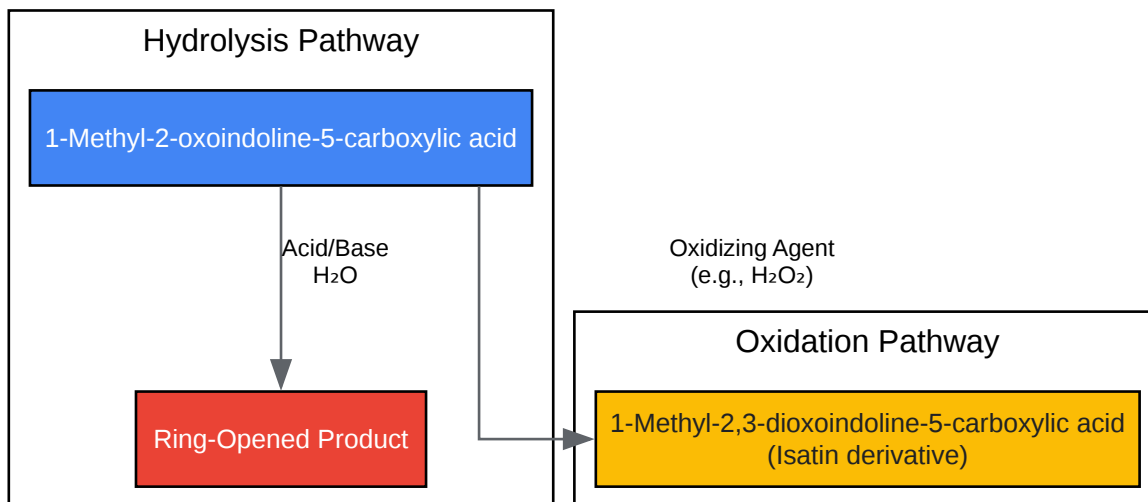 Hydrolysis Pathway
1-Methyl-2-oxoindoline-5-carboxylic acid
Acid/Base
H₂O
Oxidizing Agent
(e.g., H₂O₂)
Ring-Opened Product
Oxidation Pathway
1-Methyl-2,3-dioxoindoline-5-carboxylic acid
(Isatin derivative)